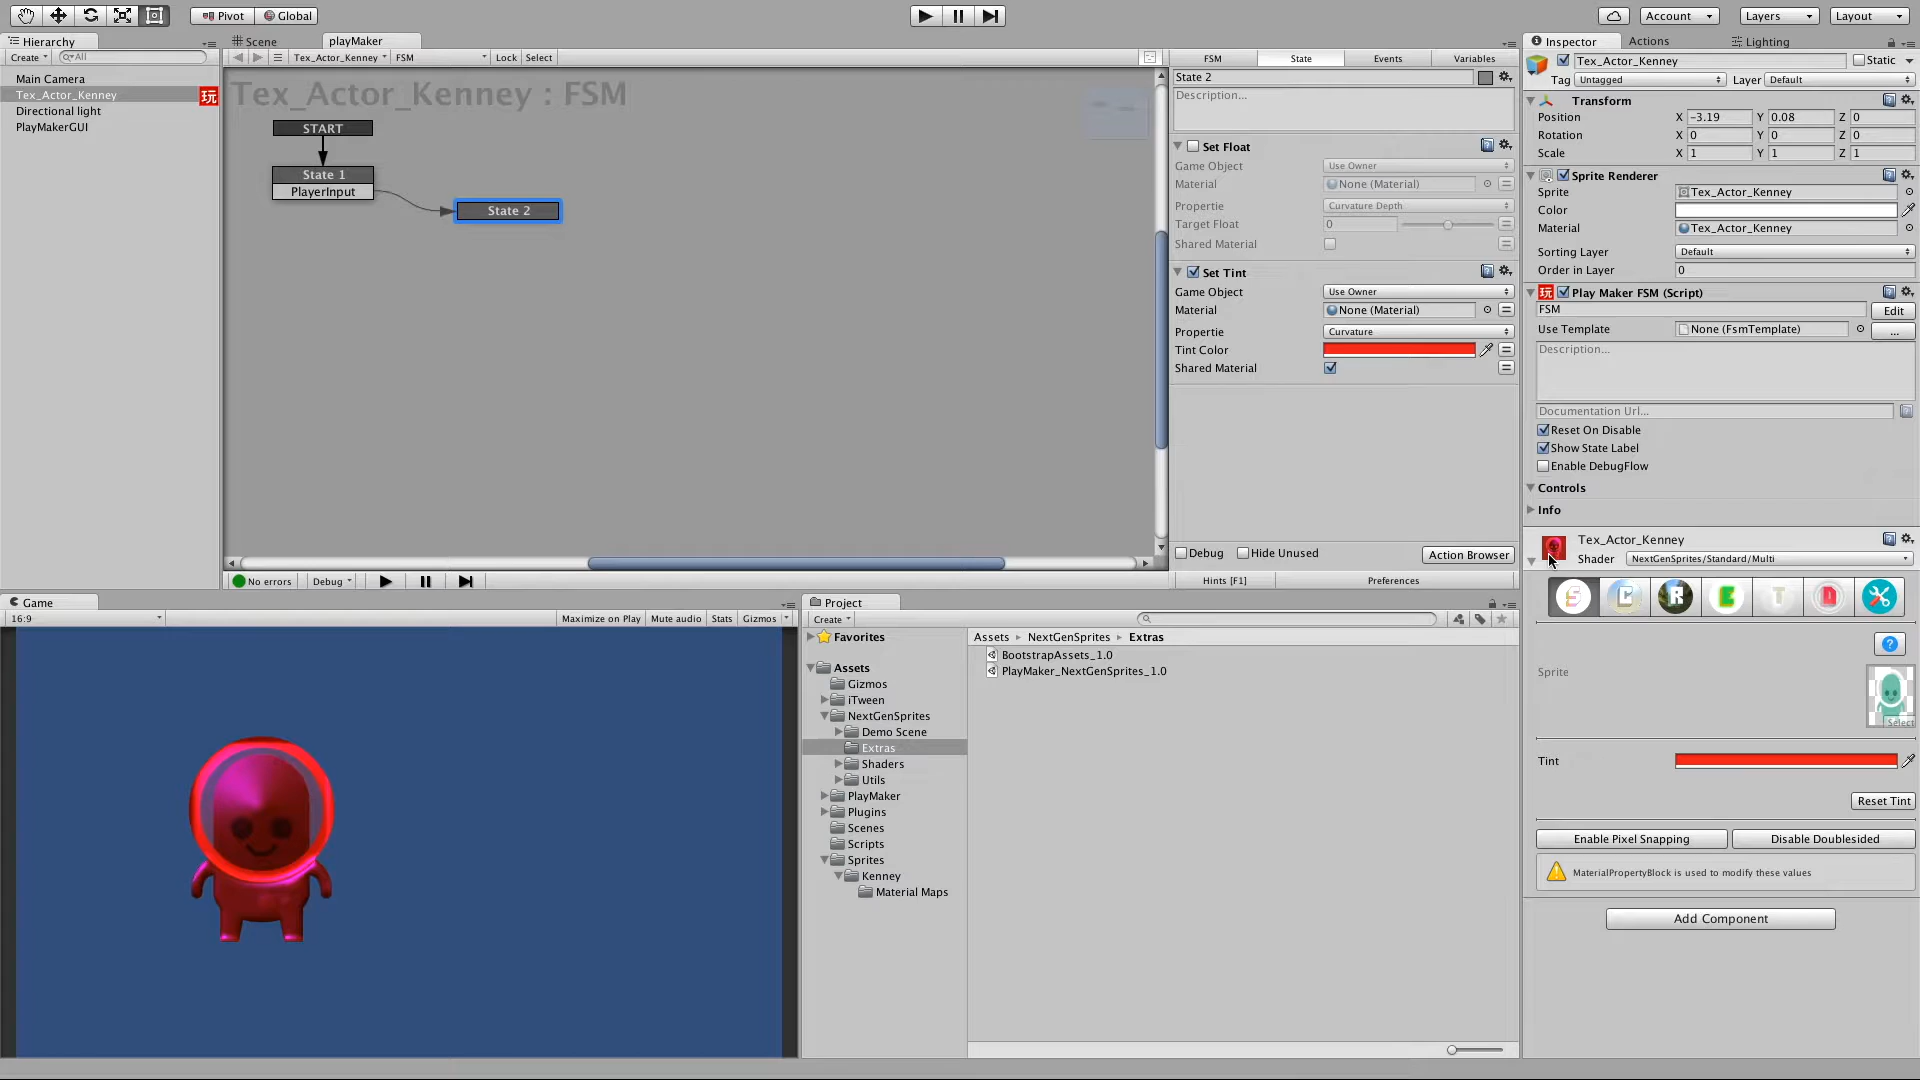 Pivot
Global
Account
Layers
Layout
Hierarchy
Create
All
Main Camera
Tex_Actor_Kenney
玩
Directional light
PlayMakerGUI
Scene
playMaker
Tex_Actor_Kenney
FSM
Lock
Select
Tex_Actor_Kenney : FSM
START
State 1
PlayerInput
State 2
No errors
Debug
FSM
State
Events
Variables
State 2
Description...
Set Float
Game Object
Use Owner
Material
None (Material)
Propertie
Curvature Depth
Target Float
0
Shared Material
Set Tint
Game Object
Use Owner
Material
None (Material)
Propertie
Curvature
Tint Color
Shared Material
Debug
Hide Unused
Action Browser
Hints [F1]
Preferences
Inspector
Actions
Lighting
Tex_Actor_Kenney
Static
Tag
Untagged
Layer
Default
Transform
Position
X -3.19 Y 0.08 Z 0
Rotation
X 0 Y 0 Z 0
Scale
X 1 Y 1 Z 1
Sprite Renderer
Sprite
Tex_Actor_Kenney
Color
Material
Tex_Actor_Kenney
Sorting Layer
Default
Order in Layer
0
玩 Play Maker FSM (Script)
FSM
Edit
Use Template
None (FsmTemplate)
...
Description...
Documentation Url...
Reset On Disable
Show State Label
Enable DebugFlow
Controls
Info
Tex_Actor_Kenney
Shader
NextGenSprites/Standard/Multi
S C R E T D
?
Sprite
Select
Tint
Reset Tint
Enable Pixel Snapping
Disable Doublesided
MaterialPropertyBlock is used to modify these values
Add Component
Game
16:9
Maximize on Play
Mute audio
Stats
Gizmos
Project
Create
Favorites
Assets
Gizmos
iTween
NextGenSprites
Demo Scene
Extras
Shaders
Utils
PlayMaker
Plugins
Scenes
Scripts
Sprites
Kenney
Material Maps
Assets
NextGenSprites
Extras
BootstrapAssets_1.0
PlayMaker_NextGenSprites_1.0